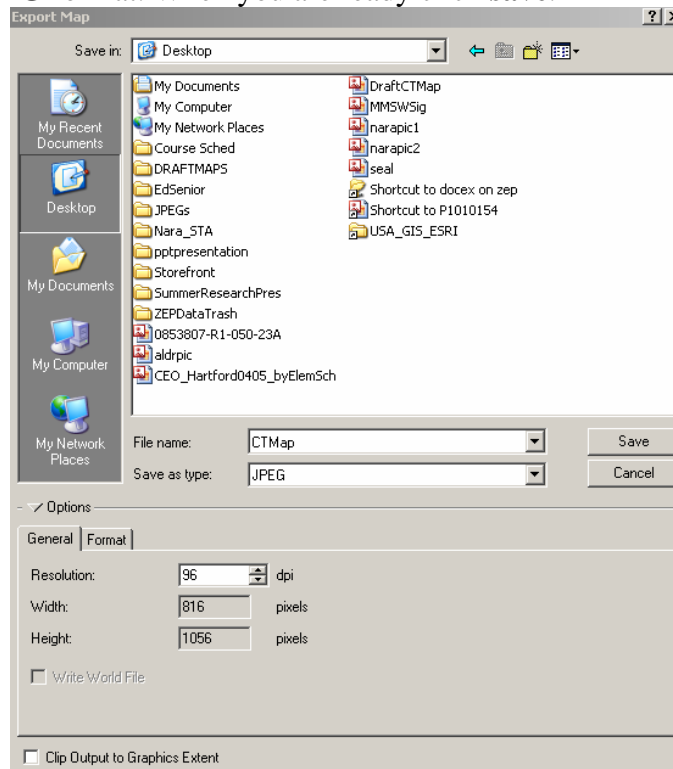 Export Map
Save in:
Desktop
My Recent
Documents
Desktop
My Documents
My Computer
My Network
Places
My Documents
My Computer
My Network Places
Course Sched
DRAFTMAPS
EdSenior
JPEGs
Nara_STA
pptpresentation
Storefront
SummerResearchPres
ZEPDataTrash
0853807-R1-050-23A
aldrpic
CEO_Hartford0405_byElemSch
DraftCTMap
MMSWSig
narapic1
narapic2
seal
Shortcut to docex on zep
Shortcut to P1010154
USA_GIS_ESRI
File name:
CTMap
Save
Save as type:
JPEG
Cancel
Options
General Format
Resolution: 96 dpi
Width: 816 pixels
Height: 1056 pixels
Write World File
Clip Output to Graphics Extent